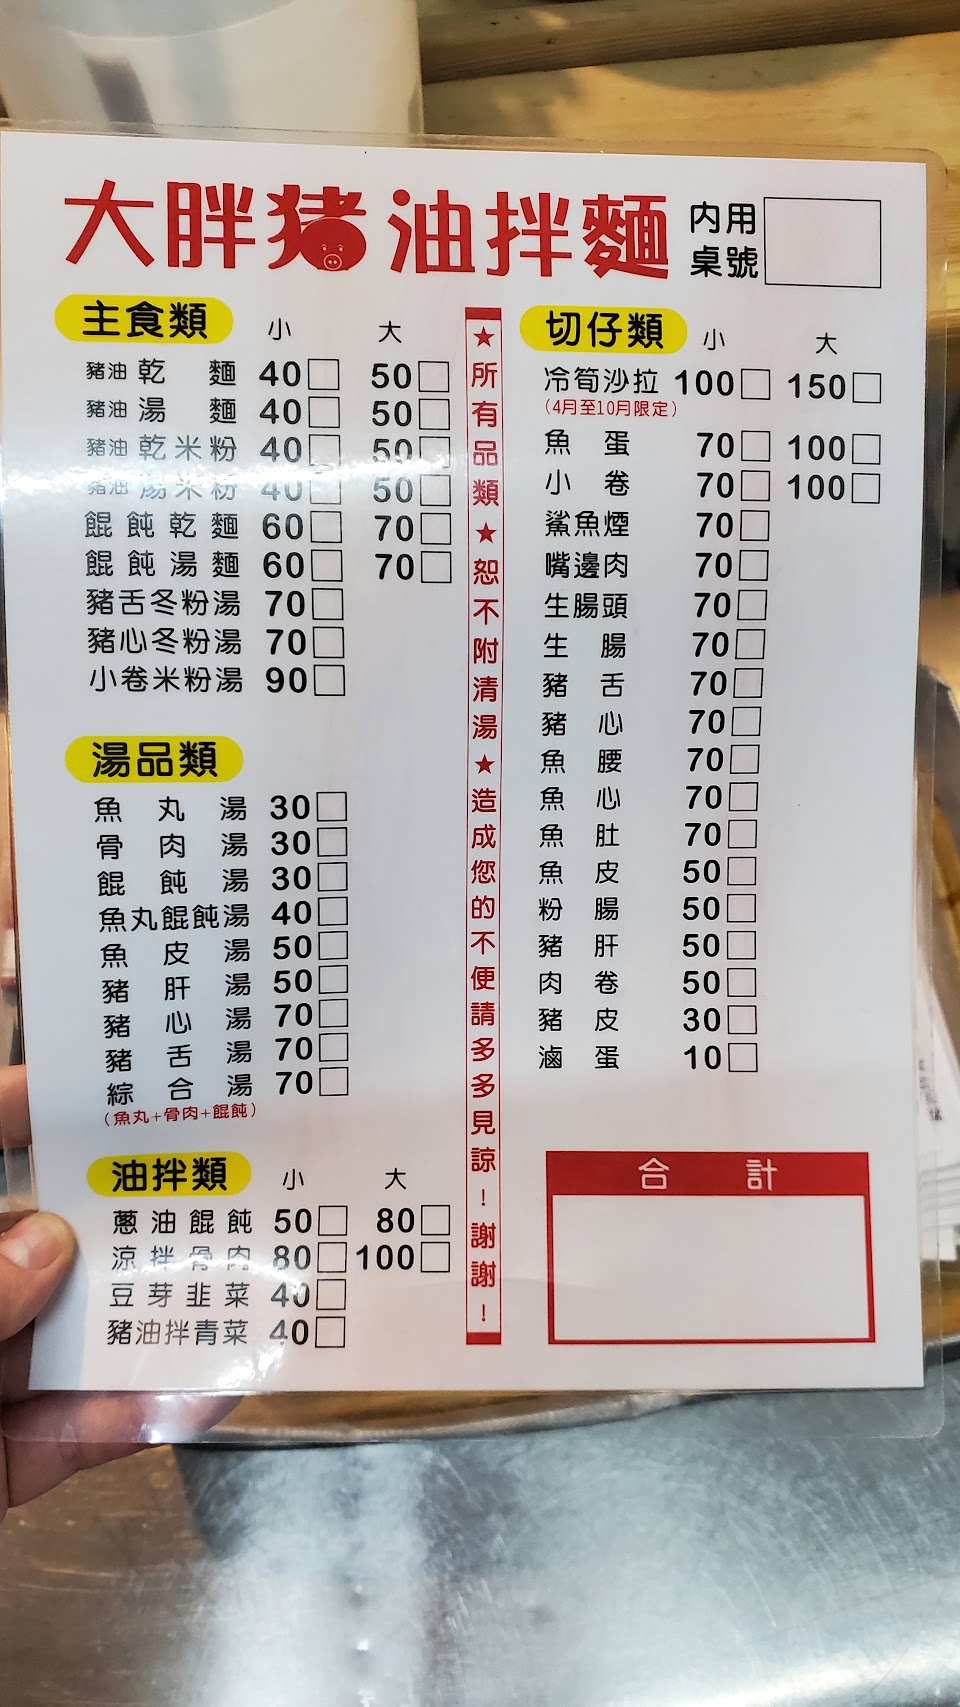 大胖豬油拌麵
內用
桌號
主食類 小 大
豬油乾麵 40 50
豬油湯麵 40 50
豬油乾米粉 40 50
豬油湯米粉 40 50
餛飩乾麵 60 70
餛飩湯麵 60 70
豬舌冬粉湯 70
豬心冬粉湯 70
小卷米粉湯 90
湯品類
魚丸湯 30
骨肉湯 30
餛飩湯 30
魚丸餛飩湯 40
魚皮湯 50
豬肝湯 50
豬心湯 70
豬舌湯 70
綜合湯 70
(魚丸+骨肉+餛飩)
油拌類 小 大
蔥油餛飩 50 80
涼拌骨肉 80 100
豆芽韭菜 40
豬油拌青菜 40
★所有品類★恕不附清湯★造成您的不便請多多見諒!謝謝!
切仔類 小 大
冷筍沙拉 100 150
(4月至10月限定)
魚蛋 70 100
小卷 70 100
鯊魚煙 70
嘴邊肉 70
生腸頭 70
生腸 70
豬舌 70
豬心 70
魚腰 70
魚心 70
魚肚 70
魚皮 50
粉腸 50
豬肝 50
肉卷 50
豬皮 30
滷蛋 10
合計